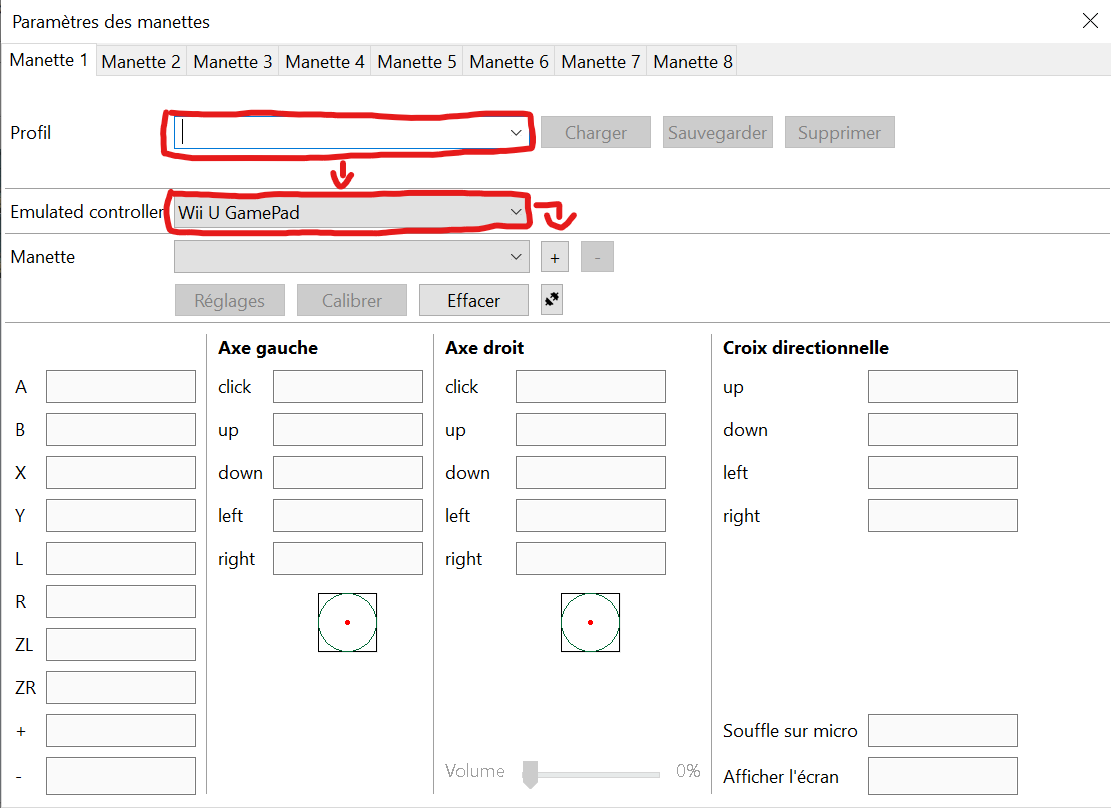 Paramètres des manettes
Manette 1 Manette 2 Manette 3 Manette 4 Manette 5 Manette 6 Manette 7 Manette 8
Profil Charger Sauvegarder Supprimer
Emulated controller Wii U GamePad
Manette + -
Réglages Calibrer Effacer
Axe gauche Axe droit Croix directionnelle
A click click up
B up up down
X down down left
Y left left right
L right right
R
ZL
ZR
+ Souffle sur micro
- Volume 0% Afficher l'écran